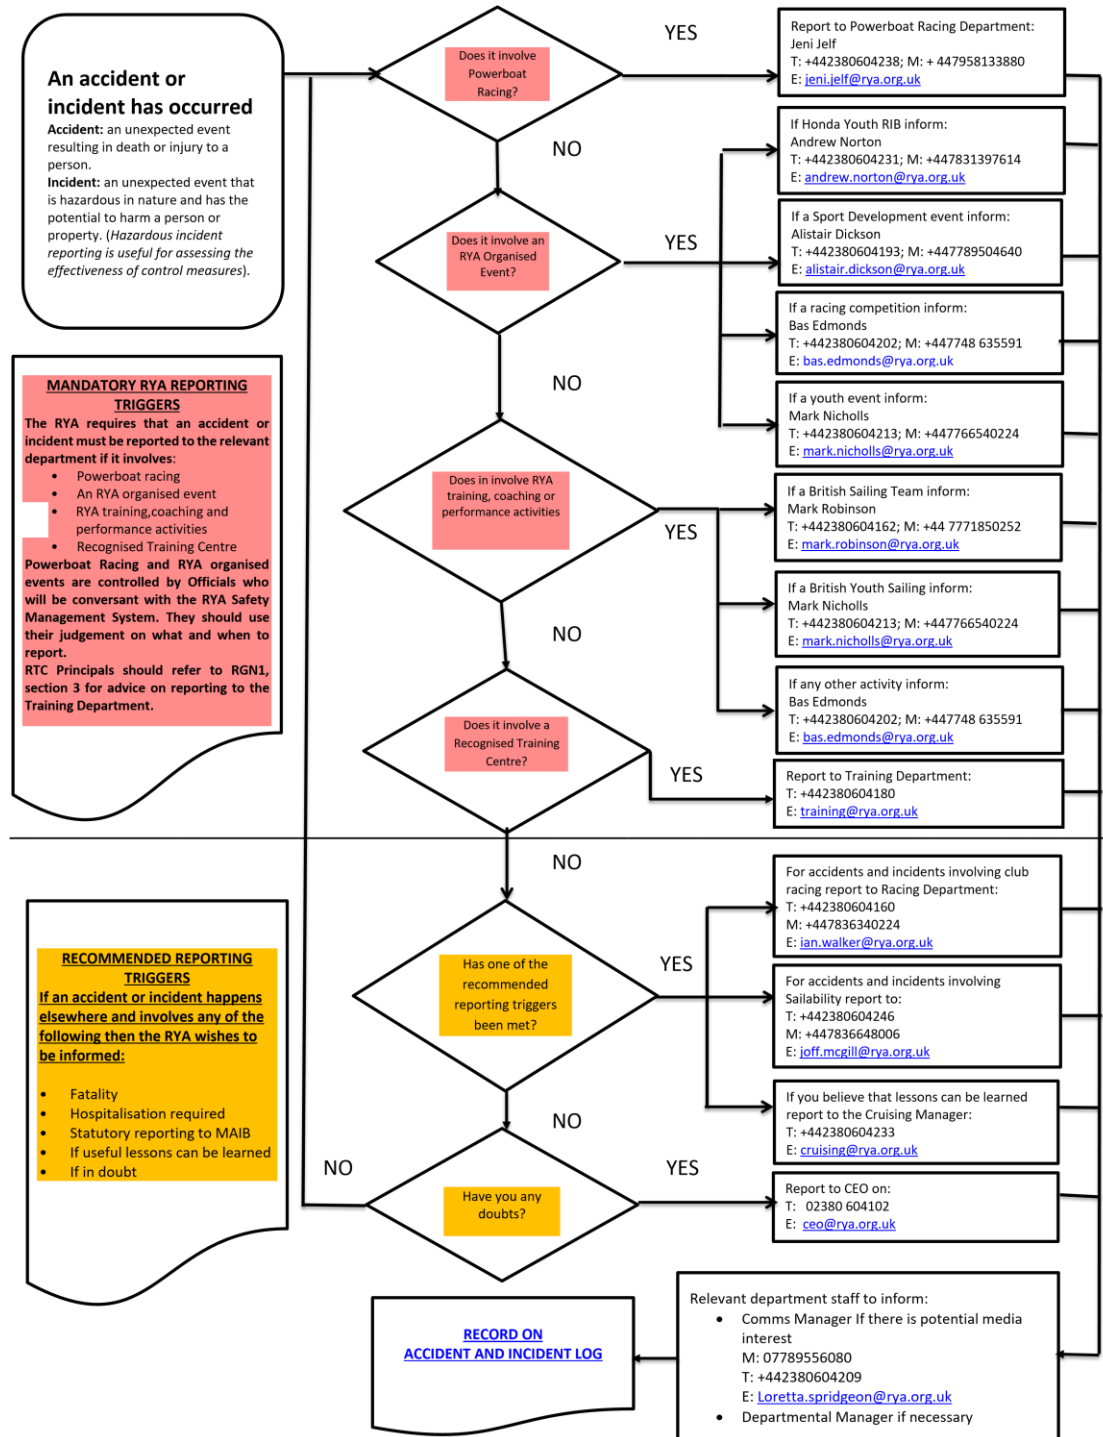 An accident or
incident has occurred
Accident: an unexpected event
resulting in death or injury to a
person.
Incident: an unexpected event that
is hazardous in nature and has the
potential to harm a person or
property. (Hazardous incident
reporting is useful for assessing the
effectiveness of control measures).
Does it involve
Powerboat
Racing?
YES
NO
Report to Powerboat Racing Department:
Jeni Jelf
T: +442380604238; M: + 447958133880
E: jeni.jelf@rya.org.uk
If Honda Youth RIB inform:
Andrew Norton
T: +442380604231; M: +447831397614
E: andrew.norton@rya.org.uk
Does it involve an
RYA Organised
Event?
YES
NO
If a Sport Development event inform:
Alistair Dickson
T: +442380604193; M: +447789504640
E: alistair.dickson@rya.org.uk
If a racing competition inform:
Bas Edmonds
T: +442380604202; M: +447748 635591
E: bas.edmonds@rya.org.uk
If a youth event inform:
Mark Nicholls
T: +442380604213; M: +447766540224
E: mark.nicholls@rya.org.uk
MANDATORY RYA REPORTING
TRIGGERS
The RYA requires that an accident or
incident must be reported to the relevant
department if it involves:
• Powerboat racing
• An RYA organised event
• RYA training,coaching and
performance activities
• Recognised Training Centre
Powerboat Racing and RYA organised
events are controlled by Officials who
will be conversant with the RYA Safety
Management System. They should use
their judgement on what and when to
report.
RTC Principals should refer to RGN1,
section 3 for advice on reporting to the
Training Department.
Does in involve RYA
training, coaching or
performance activities
YES
NO
If a British Sailing Team inform:
Mark Robinson
T: +442380604162; M: +44 7771850252
E: mark.robinson@rya.org.uk
If a British Youth Sailing inform:
Mark Nicholls
T: +442380604213; M: +447766540224
E: mark.nicholls@rya.org.uk
If any other activity inform:
Bas Edmonds
T: +442380604202; M: +447748 635591
E: bas.edmonds@rya.org.uk
Does it involve a
Recognised Training
Centre?
YES
NO
Report to Training Department:
T: +442380604180
E: training@rya.org.uk
RECOMMENDED REPORTING
TRIGGERS
If an accident or incident happens
elsewhere and involves any of the
following then the RYA wishes to
be informed:
• Fatality
• Hospitalisation required
• Statutory reporting to MAIB
• If useful lessons can be learned
• If in doubt
Has one of the
recommended
reporting triggers
been met?
YES
NO
For accidents and incidents involving club
racing report to Racing Department:
T: +442380604160
M: +447836340224
E: ian.walker@rya.org.uk
For accidents and incidents involving
Sailability report to:
T: +442380604246
M: +447836648006
E: joff.mcgill@rya.org.uk
If you believe that lessons can be learned
report to the Cruising Manager:
T: +442380604233
E: cruising@rya.org.uk
NO
Have you any
doubts?
YES
Report to CEO on:
T: 02380 604102
E: ceo@rya.org.uk
RECORD ON
ACCIDENT AND INCIDENT LOG
Relevant department staff to inform:
• Comms Manager If there is potential media
interest
M: 07789556080
T: +442380604209
E: Loretta.spridgeon@rya.org.uk
• Departmental Manager if necessary